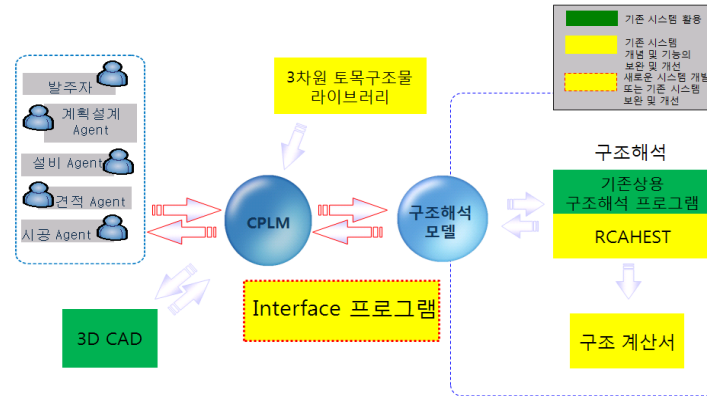 기존 시스템 활용
기존 시스템
개념 및 기능의
보완 및 개선
새로운 시스템 개발
또는 기존 시스템
보완 및 개선
발주자
계획설계
Agent
설비 Agent
견적 Agent
시공 Agent
3차원 토목구조물
라이브러리
CPLM
구조해석
모델
구조해석
기존상용
구조해석 프로그램
RCAHEST
Interface 프로그램
3D CAD
구조 계산서